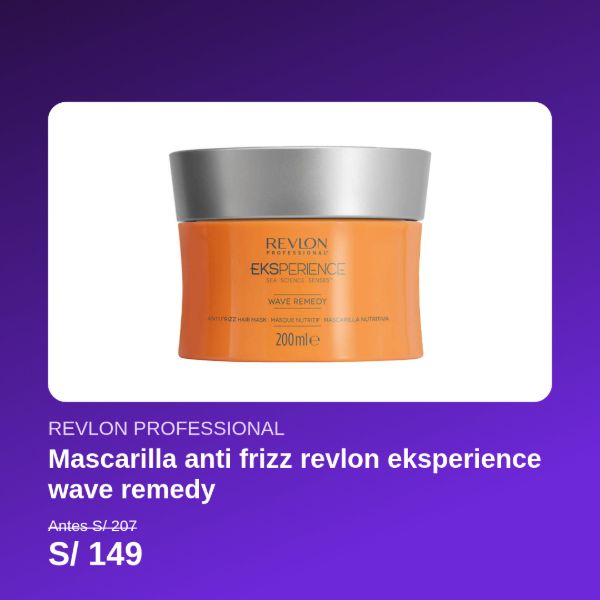 REVLON
PROFESSIONAL
EKSPERIENCE
SEA SCIENCE SENSES™
WAVE REMEDY
ANTI FRIZZ HAIR MASK · MASQUE NUTRITIF · MASCARILLA NUTRITIVA
200ml℮
REVLON PROFESSIONAL
Mascarilla anti frizz revlon eksperience
wave remedy
Antes S/ 207
S/ 149